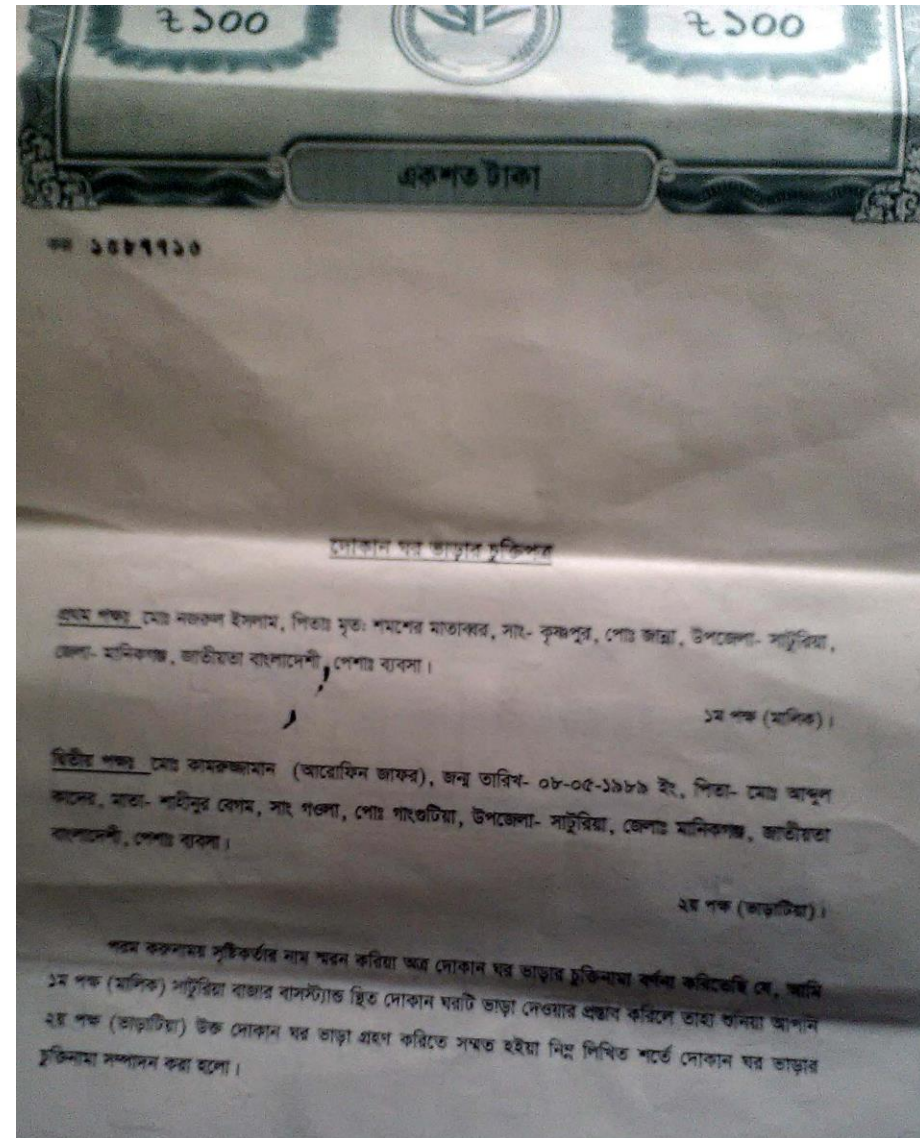 ৳১০০ ৳১০০
একশত টাকা
কঘ ১৫৮৭৭১৩
দোকান ঘর ভাড়ার চুক্তিপত্র
প্রথম পক্ষঃ মোঃ নজরুল ইসলাম, পিতাঃ মৃতঃ শমশের মাতাব্বর, সাং- কৃষ্ণপুর, পোঃ জান্না, উপজেলা- সাটুরিয়া,
জেলা- মানিকগঞ্জ, জাতীয়তা বাংলাদেশী, পেশাঃ ব্যবসা।
১ম পক্ষ (মালিক)।
দ্বিতীয় পক্ষঃ মোঃ কামরুজ্জামান (আরোফিন জাফর), জন্ম তারিখ- ০৮-০৫-১৯৮৯ ইং, পিতা- মোঃ আব্দুল
কাদের, মাতা- শাহীনুর বেগম, সাং গওলা, পোঃ গাংগুটিয়া, উপজেলা- সাটুরিয়া, জেলাঃ মানিকগঞ্জ, জাতীয়তা
বাংলাদেশী, পেশাঃ ব্যবসা।
২য় পক্ষ (ভাড়াটিয়া)।
পরম করুনাময় সৃষ্টিকর্তার নাম স্মরন করিয়া অত্র দোকান ঘর ভাড়ার চুক্তিনামা বর্ণনা করিতেছি যে, আমি
১ম পক্ষ (মালিক) সাটুরিয়া বাজার বাসস্ট্যান্ড স্থিত দোকান ঘরটি ভাড়া দেওয়ার প্রস্তাব করিলে তাহা শুনিয়া আপনি
২য় পক্ষ (ভাড়াটিয়া) উক্ত দোকান ঘর ভাড়া গ্রহণ করিতে সম্মত হইয়া নিম্ন লিখিত শর্তে দোকান ঘর ভাড়ার
চুক্তিনামা সম্পাদন করা হলো।